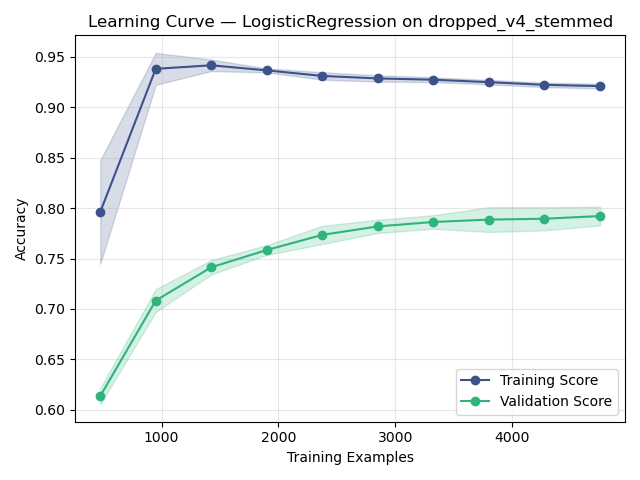 Learning Curve — LogisticRegression on dropped_v4_stemmed
Accuracy
0.95
0.90
0.85
0.80
0.75
0.70
0.65
0.60
1000 2000 3000 4000
Training Examples
Training Score
Validation Score